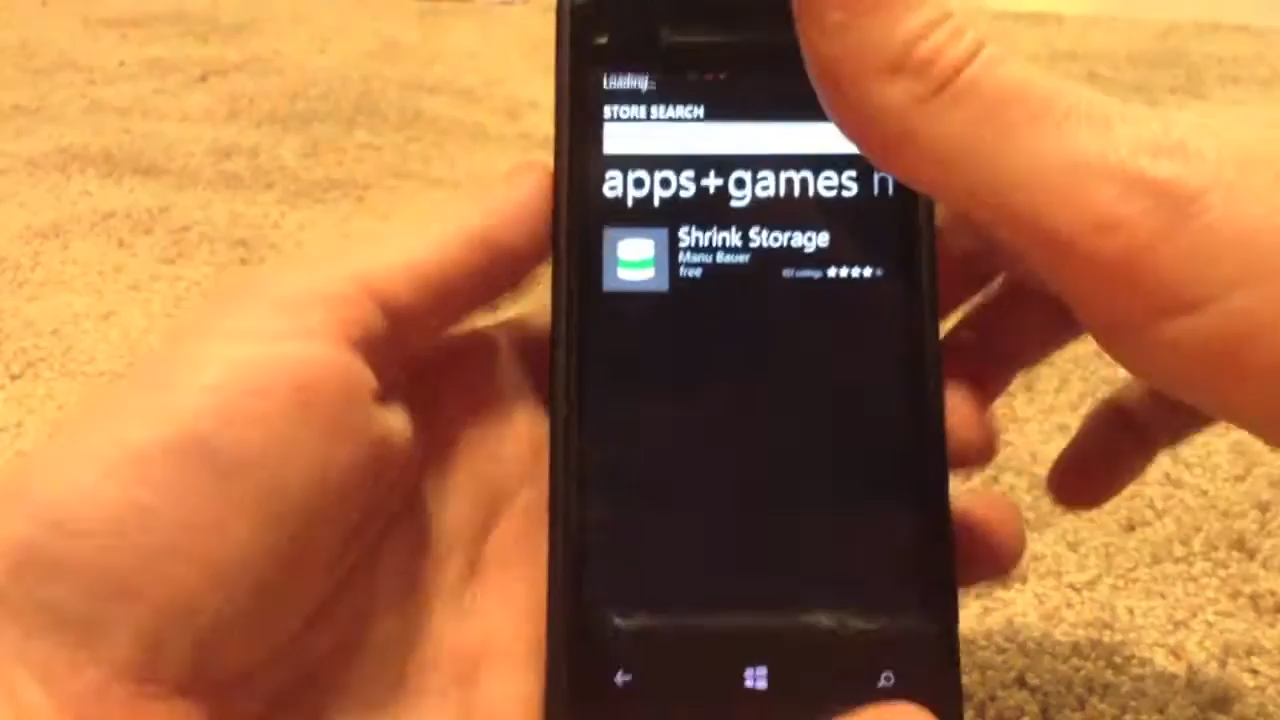 Loading...
STORE SEARCH
apps+games n
Shrink Storage
Manu Bauer
free